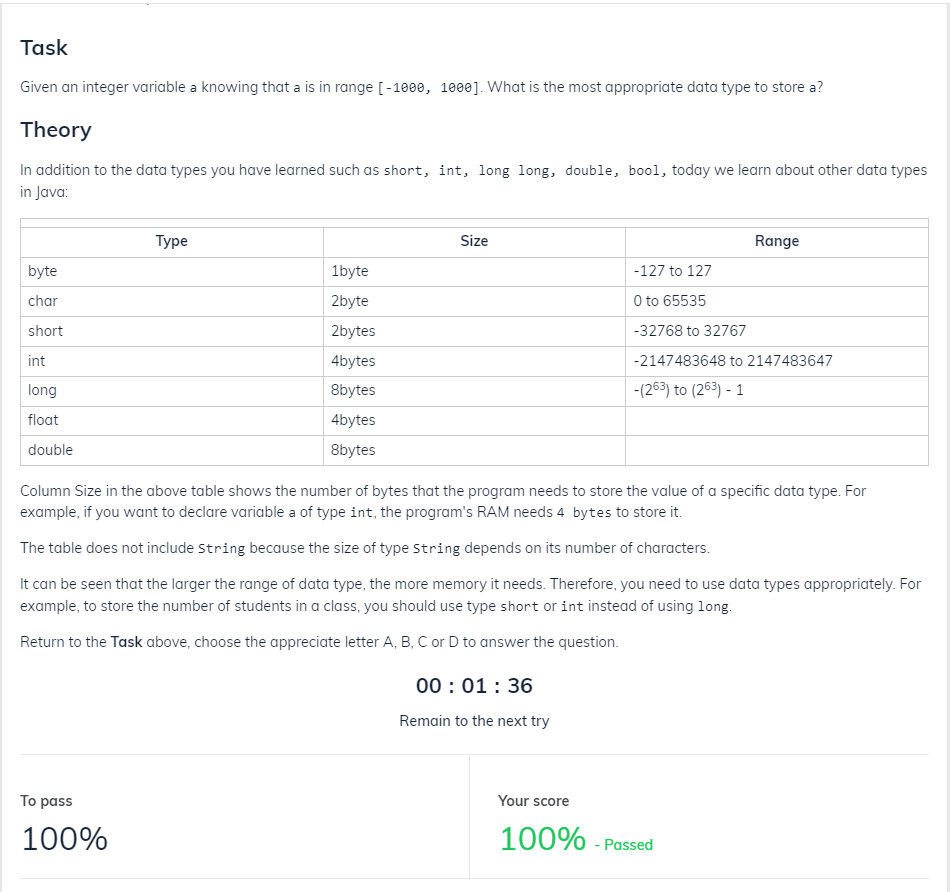 Task
Given an integer variable a knowing that a is in range [-1000, 1000]. What is the most appropriate data type to store a?
Theory
In addition to the data types you have learned such as short, int, long long, double, bool, today we learn about other data types
in Java:
Type Size Range
byte 1byte -127 to 127
char 2byte 0 to 65535
short 2bytes -32768 to 32767
int 4bytes -2147483648 to 2147483647
long 8bytes -(2⁶³) to (2⁶³) - 1
float 4bytes
double 8bytes
Column Size in the above table shows the number of bytes that the program needs to store the value of a specific data type. For
example, if you want to declare variable a of type int, the program's RAM needs 4 bytes to store it.
The table does not include String because the size of type String depends on its number of characters.
It can be seen that the larger the range of data type, the more memory it needs. Therefore, you need to use data types appropriately. For
example, to store the number of students in a class, you should use type short or int instead of using long.
Return to the Task above, choose the appreciate letter A, B, C or D to answer the question.
00 : 01 : 36
Remain to the next try
To pass Your score
100% 100% - Passed